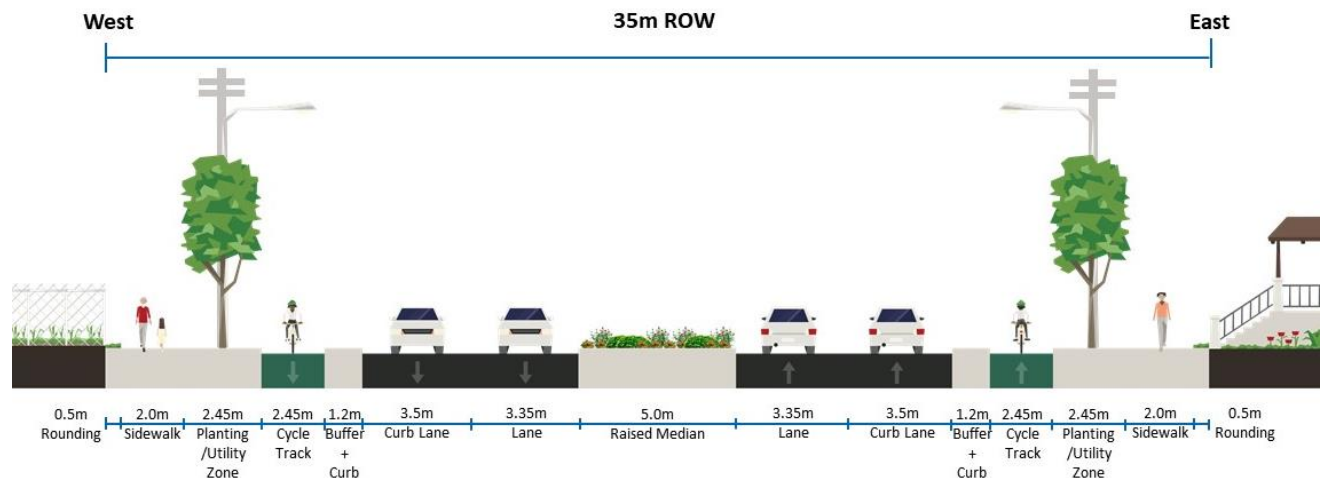 West
35m ROW
East
0.5m
Rounding
2.0m
Sidewalk
2.45m
Planting
/Utility
Zone
2.45m
Cycle
Track
1.2m
Buffer
+
Curb
3.5m
Curb Lane
3.35m
Lane
5.0m
Raised Median
3.35m
Lane
3.5m
Curb Lane
1.2m
Buffer
+
Curb
2.45m
Cycle
Track
2.45m
Planting
/Utility
Zone
2.0m
Sidewalk
0.5m
Rounding